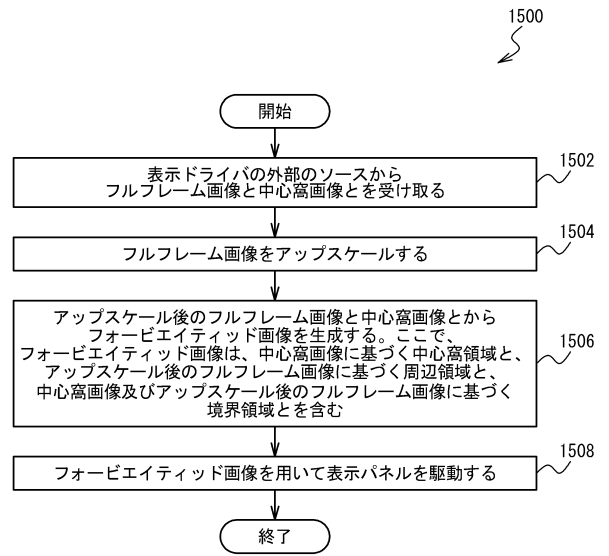 1500
開始
1502
表示ドライバの外部のソースから
フルフレーム画像と中心窩画像とを受け取る
1504
フルフレーム画像をアップスケールする
1506
アップスケール後のフルフレーム画像と中心窩画像とから
フォービエイティッド画像を生成する。ここで、
フォービエイティッド画像は、中心窩画像に基づく中心窩領域と、
アップスケール後のフルフレーム画像に基づく周辺領域と、
中心窩画像及びアップスケール後のフルフレーム画像に基づく
境界領域とを含む
1508
フォービエイティッド画像を用いて表示パネルを駆動する
終了